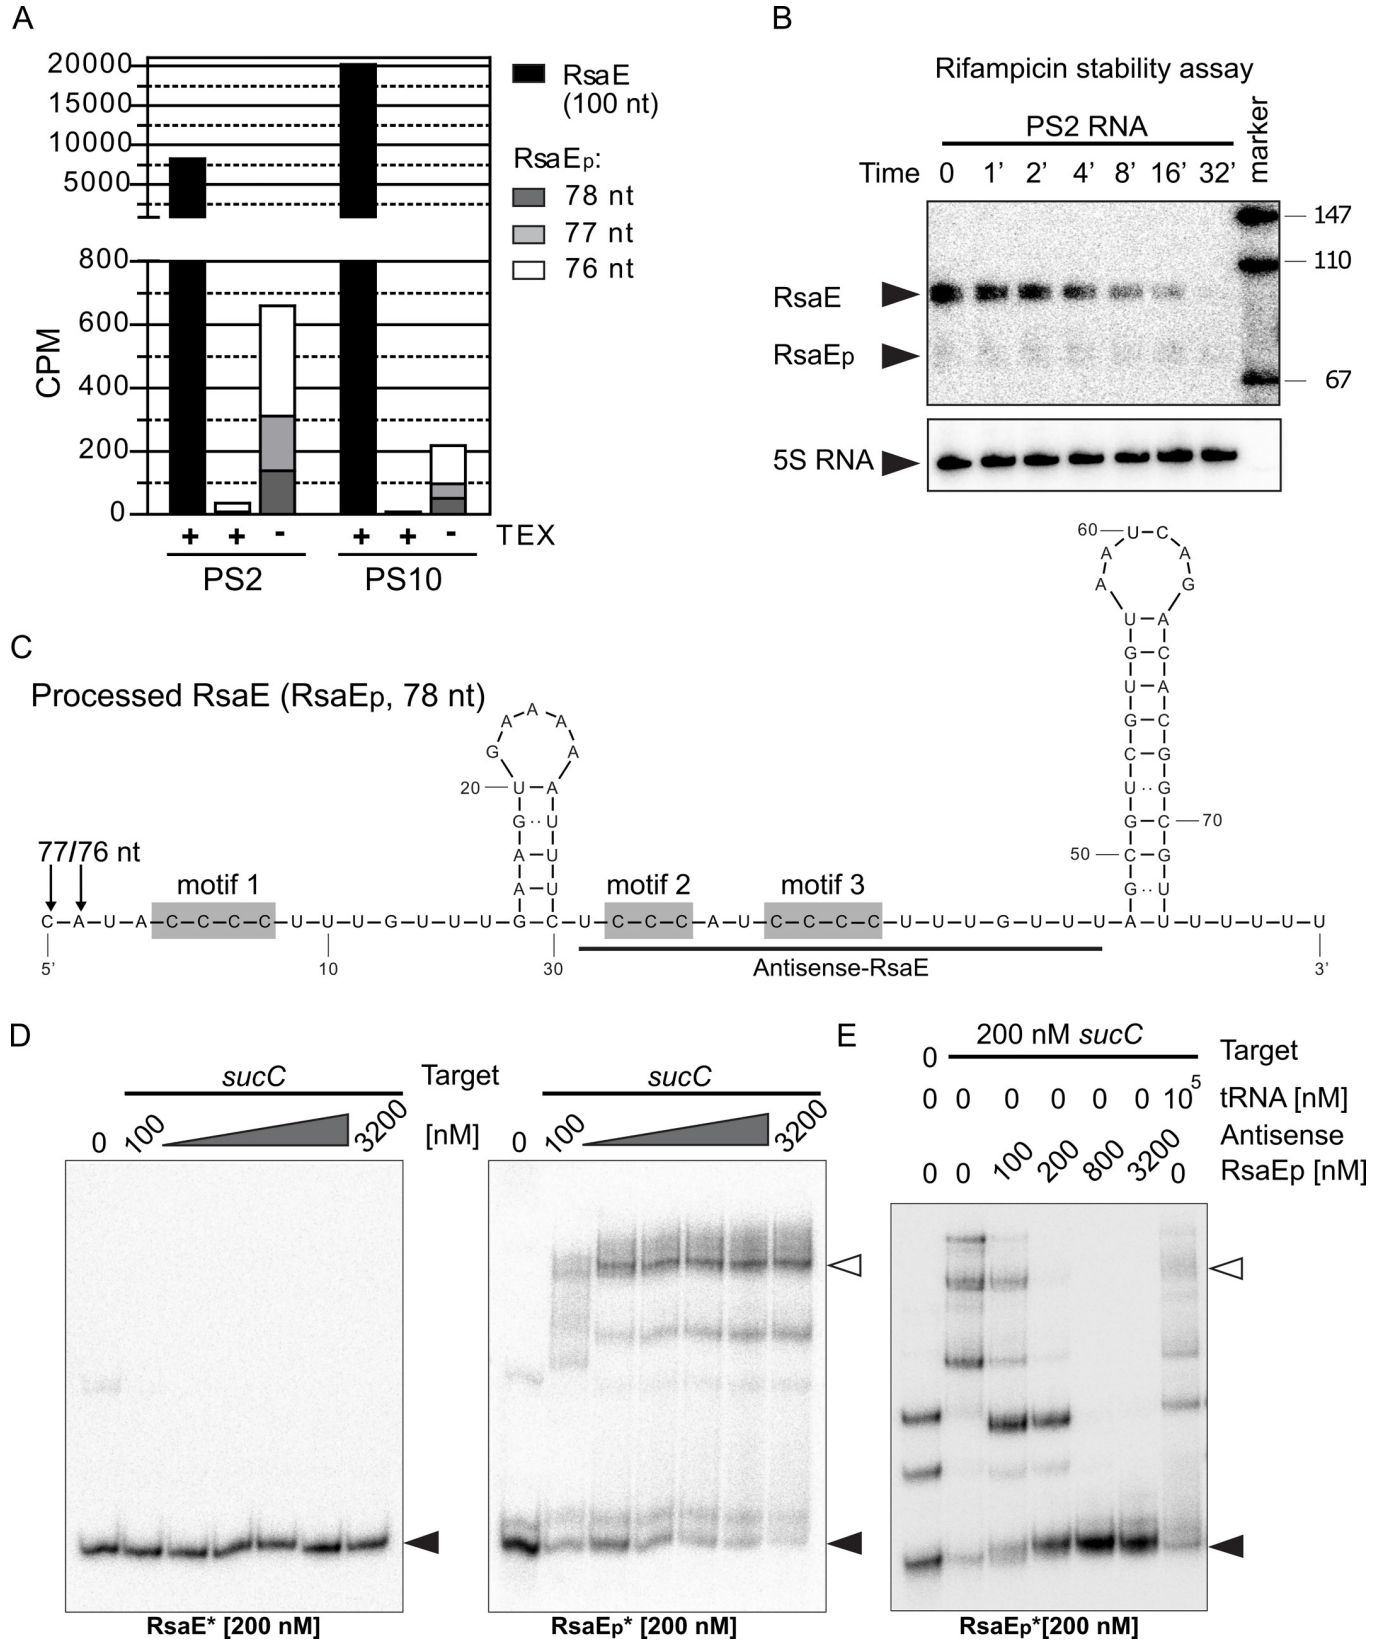 A
20000
15000
10000
5000
800
600
400
200
0
CPM
+ + - + + - TEX
PS2 PS10
RsaE
(100 nt)
RsaEp:
78 nt
77 nt
76 nt
B
Rifampicin stability assay
PS2 RNA
marker
Time 0 1’ 2’ 4’ 8’ 16’ 32’
147
110
RsaE
RsaEp
67
5S RNA
C
Processed RsaE (RsaEp, 78 nt)
60 U C
A A
A G
U A
G C
U A
G C
C G
U G
G C 70
50 C G
G U
A A A
G A
20 U A
G U
A U
A U
77/76 nt
motif 1 motif 2 motif 3
C A U A C C C C U U U G U U U G C U C C C A U C C C C U U U G U U U A U U U U U U
5’ 10 30 3’
Antisense-RsaE
D
sucC Target sucC
0 100 3200 [nM] 0 100 3200
RsaE* [200 nM] RsaEp* [200 nM]
E
200 nM sucC
0 Target
0 0 0 0 0 0 10⁵ tRNA [nM]
Antisense
0 0 100 200 800 3200 0 RsaEp [nM]
RsaEp*[200 nM]